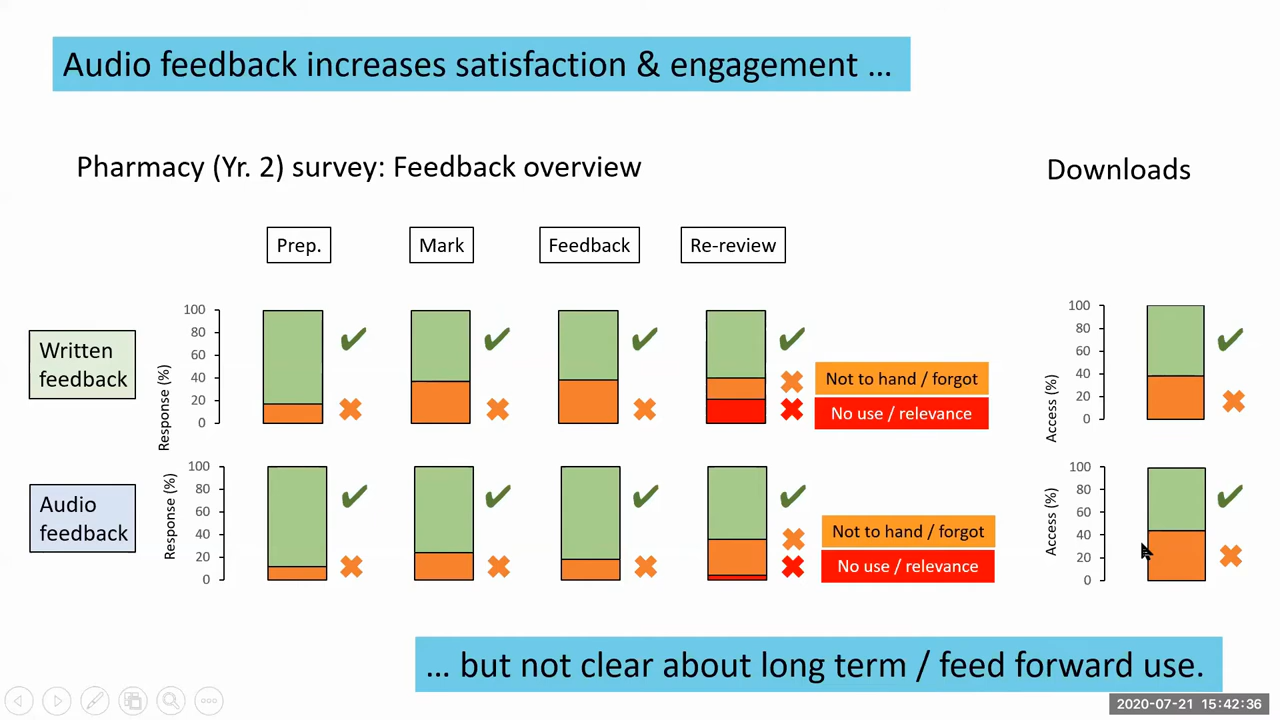 Audio feedback increases satisfaction & engagement …
Pharmacy (Yr. 2) survey: Feedback overview
Downloads
Prep.
Mark
Feedback
Re-review
Written
feedback
Response (%)
100
80
60
40
20
0
Not to hand / forgot
No use / relevance
Access (%)
100
80
60
40
20
0
Audio
feedback
Response (%)
100
80
60
40
20
0
Not to hand / forgot
No use / relevance
Access (%)
100
80
60
40
20
0
… but not clear about long term / feed forward use.
2020-07-21 15:42:36